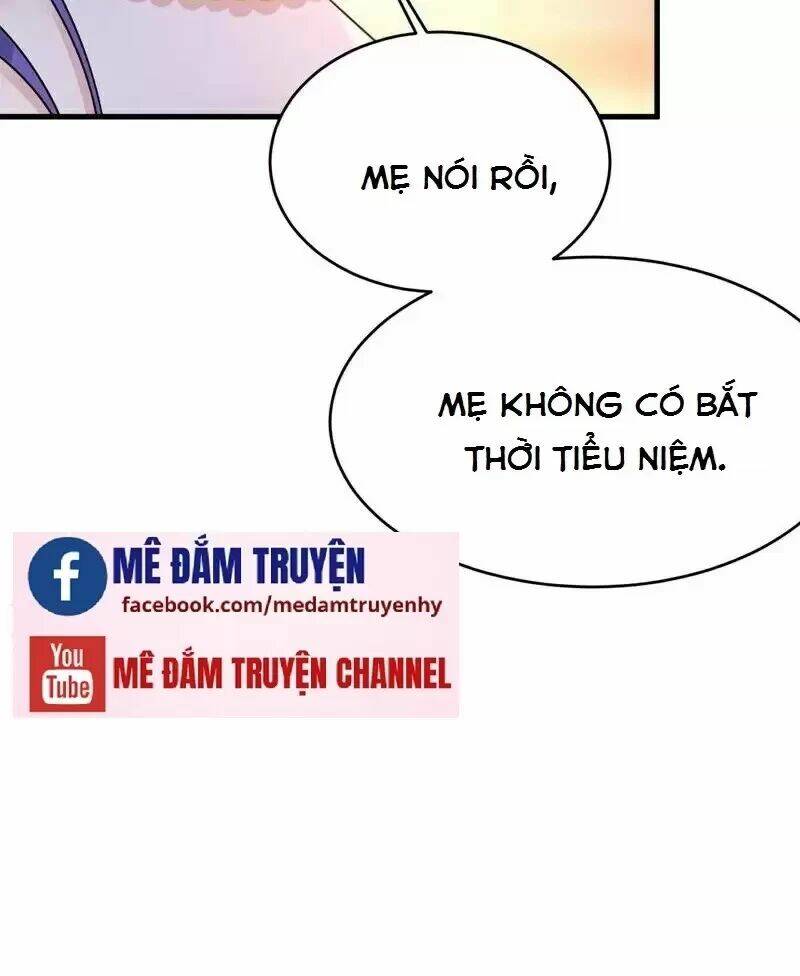 MẸ NÓI RỒI,
MẸ KHÔNG CÓ BẮT
THỜI TIỂU NIỆM.
f MÊ ĐẮM TRUYỆN
facebook.com/medamtruyenhy
You
Tube
MÊ ĐẮM TRUYỆN CHANNEL